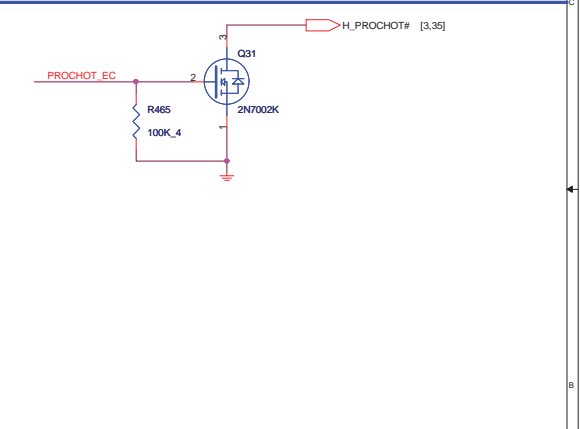 C
H_PROCHOT# [3,35]
3
Q31
PROCHOT_EC
2
R465
2N7002K
100K_4
1
B